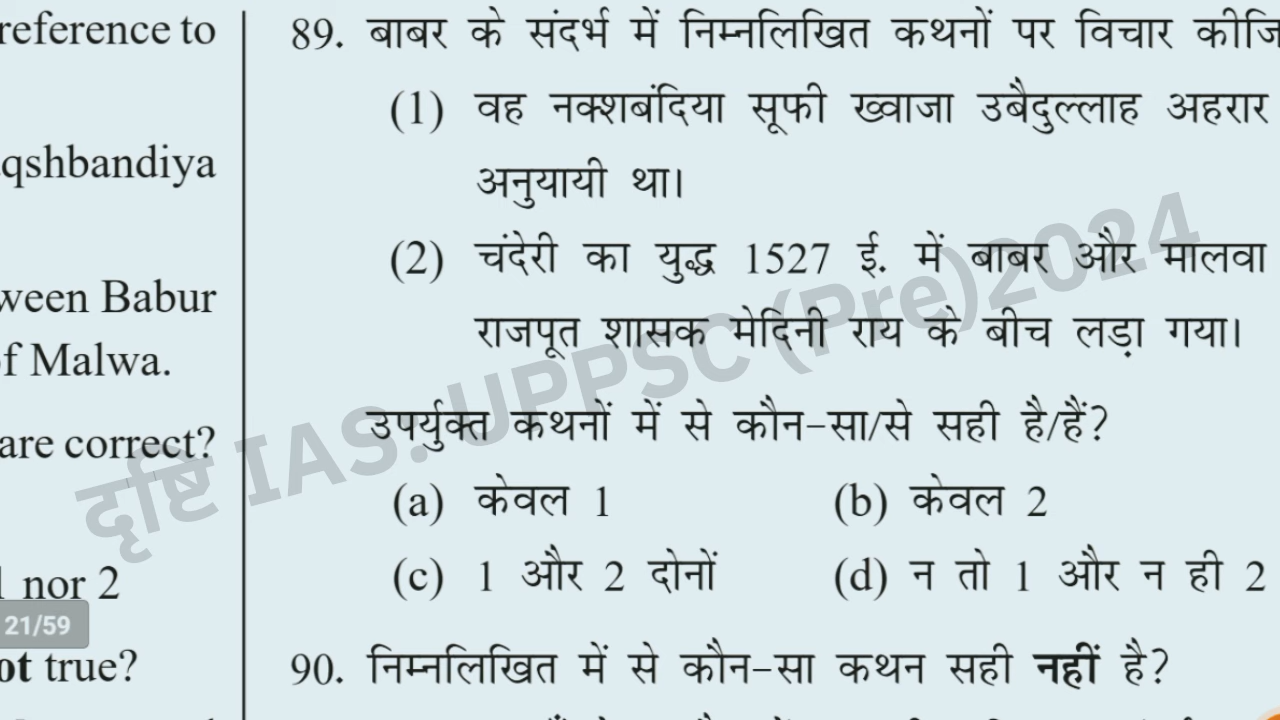 reference to
qshbandiya
ween Babur
of Malwa.
are correct?
1 nor 2
21/59
ot true?
89. बाबर के संदर्भ में निम्नलिखित कथनों पर विचार कीजि
(1) वह नक्शबंदिया सूफी ख्वाजा उबैदुल्लाह अहरार
अनुयायी था।
(2) चंदेरी का युद्ध 1527 ई. में बाबर और मालवा
राजपूत शासक मेदिनी राय के बीच लड़ा गया।
उपर्युक्त कथनों में से कौन-सा/से सही है/हैं?
(a) केवल 1 (b) केवल 2
(c) 1 और 2 दोनों (d) न तो 1 और न ही 2
90. निम्नलिखित में से कौन-सा कथन सही नहीं है?
दृष्टि IAS. UPPSC (Pre)2024